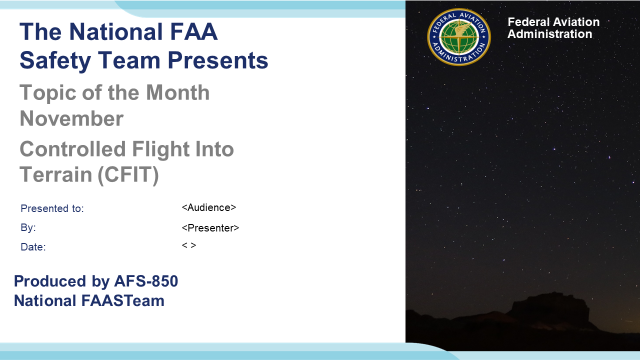 The National FAA
Safety Team Presents
Topic of the Month
November
Controlled Flight Into
Terrain (CFIT)
Presented to:
<Audience>
By:
<Presenter>
Date:
< >
Produced by AFS-850
National FAASTeam
FEDERAL AVIATION
ADMINISTRATION
Federal Aviation
Administration